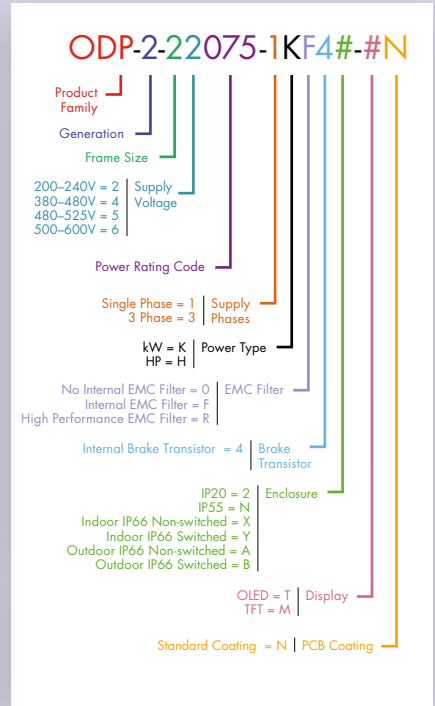 ODP-2-22075-1KF4#-#N
Product
Family
Generation
Frame Size
200–240V = 2
380–480V = 4
480–525V = 5
500–600V = 6
Supply
Voltage
Power Rating Code
Single Phase = 1
3 Phase = 3
Supply
Phases
kW = K
HP = H
Power Type
No Internal EMC Filter = 0
Internal EMC Filter = F
High Performance EMC Filter = R
EMC Filter
Internal Brake Transistor = 4
Brake
Transistor
IP20 = 2
IP55 = N
Indoor IP66 Non-switched = X
Indoor IP66 Switched = Y
Outdoor IP66 Non-switched = A
Outdoor IP66 Switched = B
Enclosure
OLED = T
TFT = M
Display
Standard Coating = N
PCB Coating